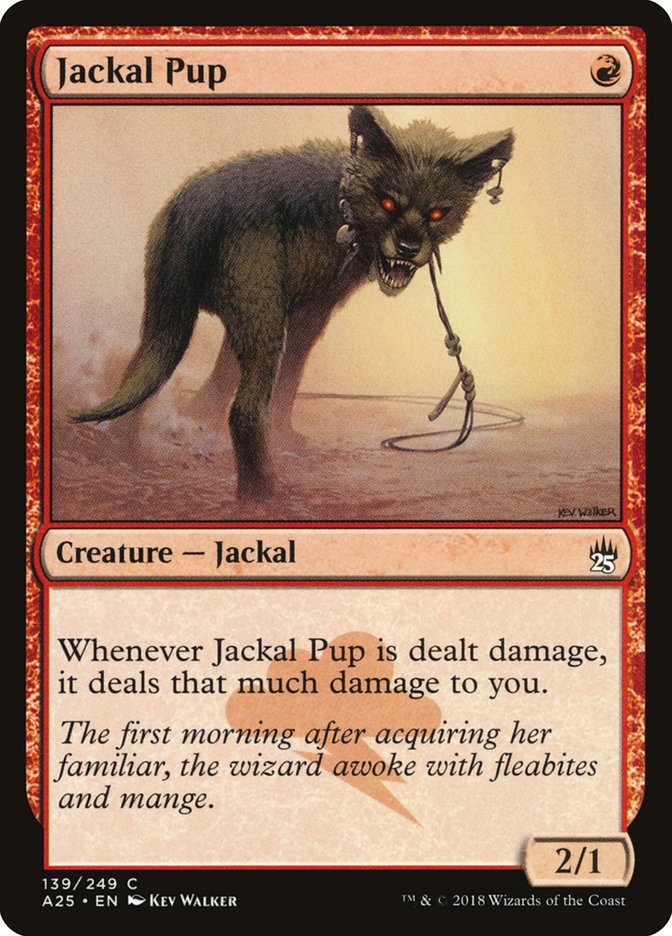 Jackal Pup
KEV WALKER
Creature — Jackal
25
Whenever Jackal Pup is dealt damage,
it deals that much damage to you.
The first morning after acquiring her
familiar, the wizard awoke with fleabites
and mange.
2/1
139/249 C
A25 • EN Kev Walker
™ & © 2018 Wizards of the Coast